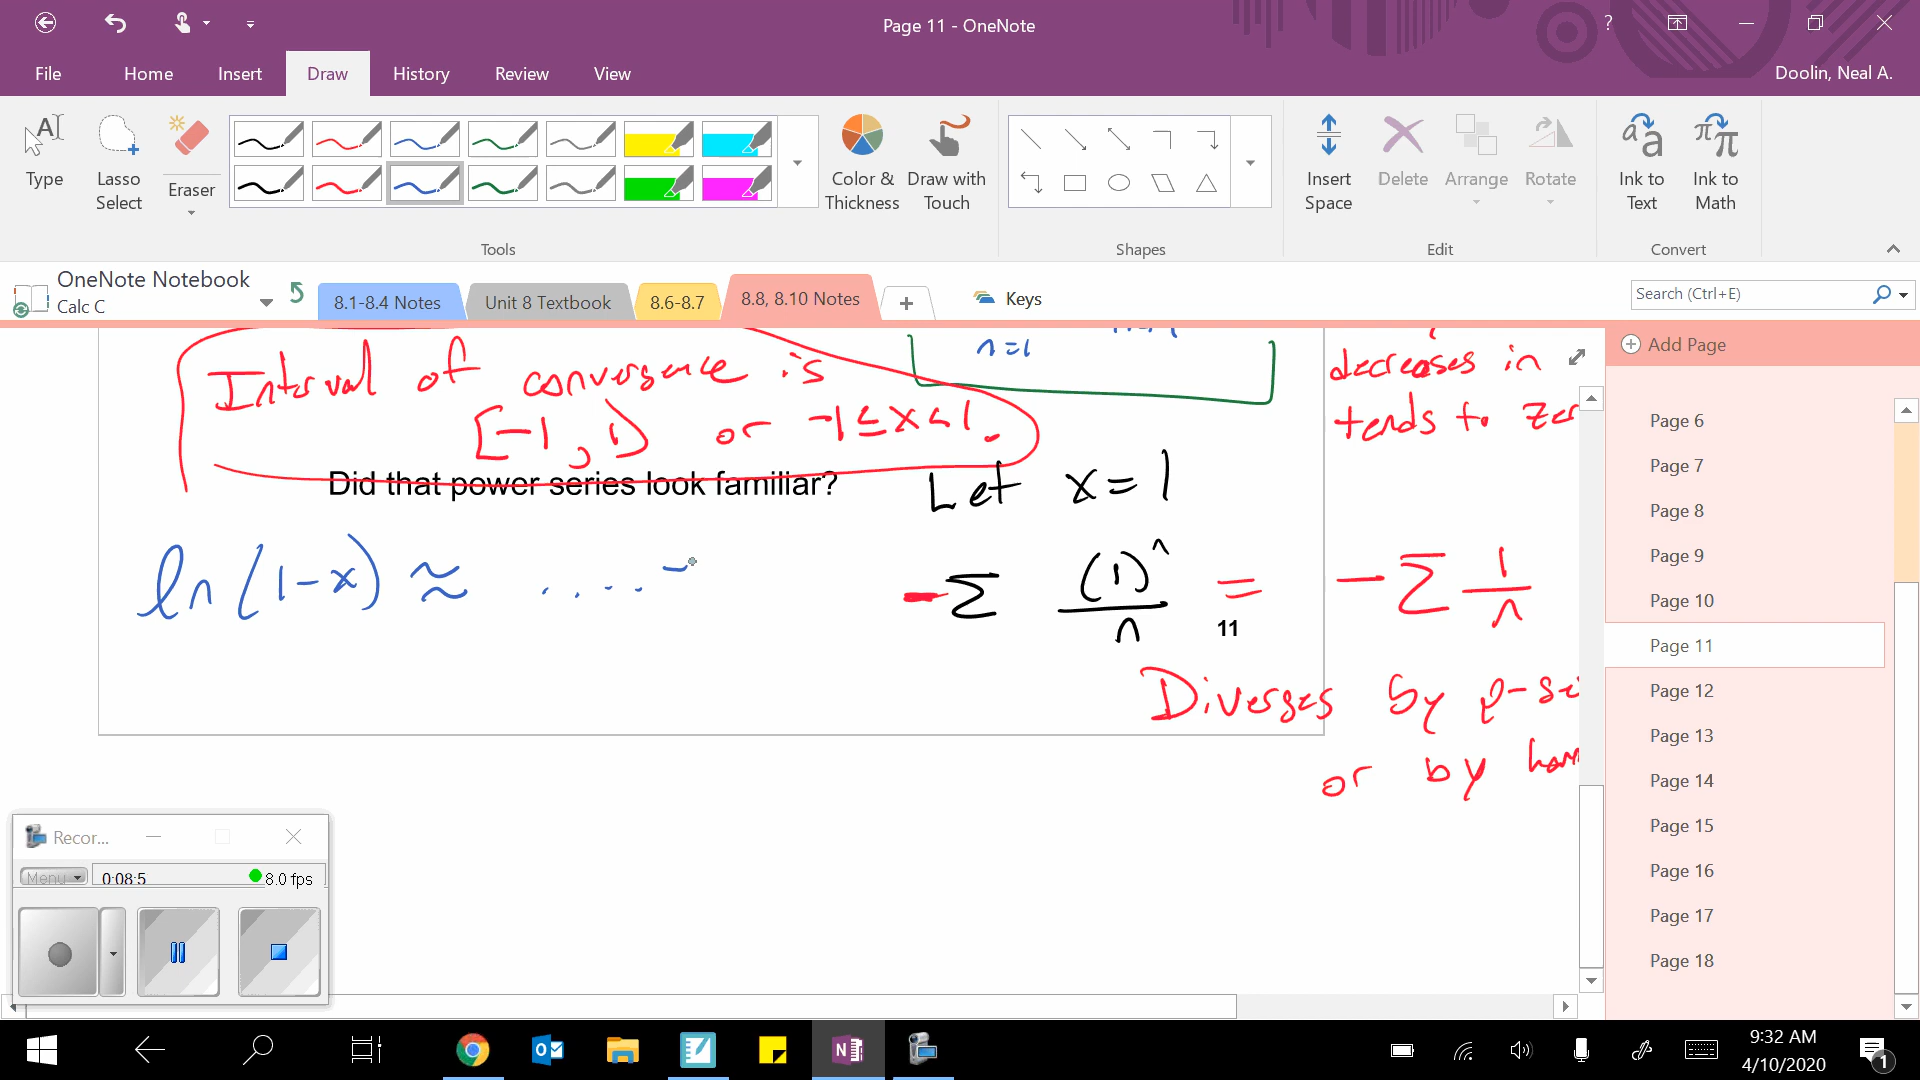 Page 11 - OneNote
?
File Home Insert Draw History Review View
Doolin, Neal A.
Type
Lasso Select
Eraser
Color & Thickness
Draw with Touch
Insert Space
Delete
Arrange
Rotate
Ink to Text
Ink to Math
Tools
Shapes
Edit
Convert
OneNote Notebook
Calc C
8.1-8.4 Notes
Unit 8 Textbook
8.6-8.7
8.8, 8.10 Notes
+
Keys
Search (Ctrl+E)
Add Page
Page 6
Page 7
Page 8
Page 9
Page 10
Page 11
Page 12
Page 13
Page 14
Page 15
Page 16
Page 17
Page 18
n=1
decreases in
tends to
Interval of convergence is
[-1, 1) or -1≤x<1.
Did that power series look familiar?
Let x=1
ln(1-x) ≈ .... -
-Σ (1)^n/n = -Σ 1/n
11
Diverges by p-
or by
Recor...
Menu
0:08:5
8.0 fps
9:32 AM
4/10/2020
1